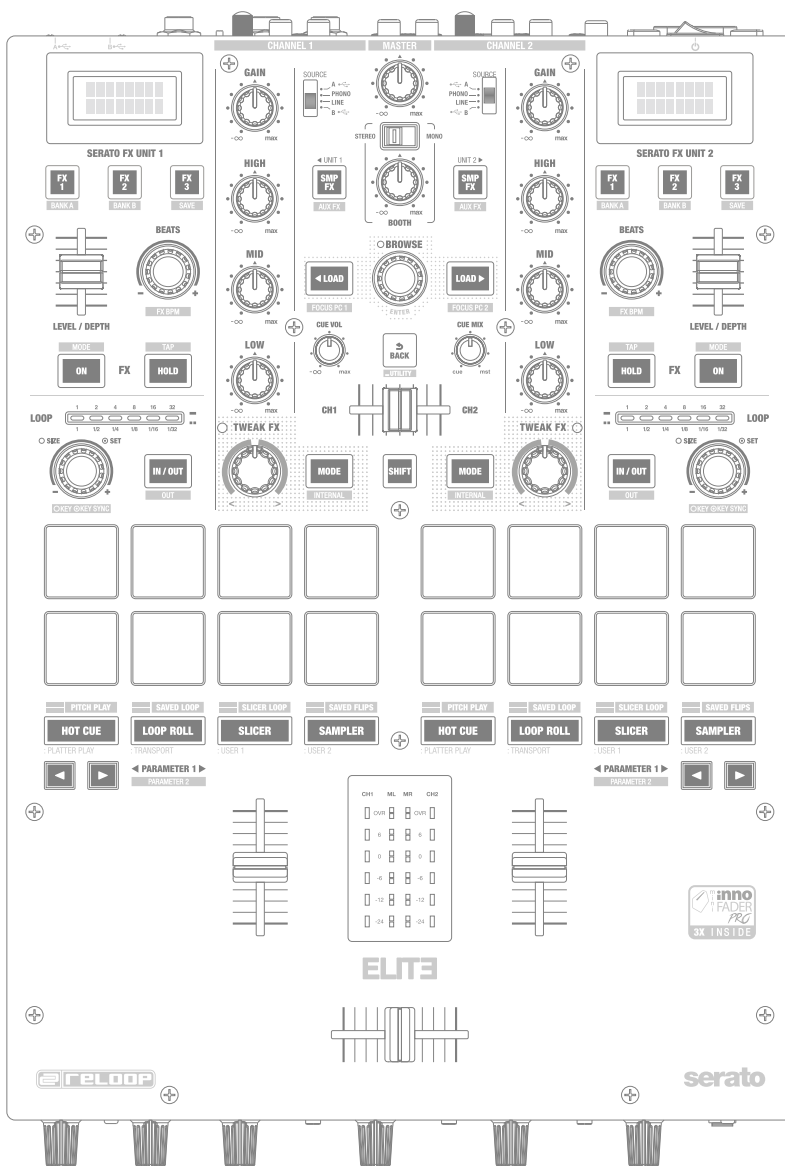 CHANNEL 1
MASTER
CHANNEL 2
A
B
SERATO FX UNIT 1
FX 1
FX 2
FX 3
BANK A
BANK B
SAVE
BEATS
- +
FX BPM
LEVEL / DEPTH
MODE
TAP
ON
FX
HOLD
LOOP
1 2 4 8 16 32
1 1/2 1/4 1/8 1/16 1/32
SIZE
SET
- +
KEY
KEY SYNC
IN / OUT
OUT
GAIN
-∞ max
HIGH
-∞ max
MID
-∞ max
LOW
-∞ max
TWEAK FX
< >
MODE
INTERNAL
SOURCE
A
PHONO
LINE
B
-∞ max
STEREO
MONO
◄ UNIT 1
SMP FX
AUX FX
UNIT 2 ►
SMP FX
AUX FX
-∞ max
BOOTH
BROWSE
ENTER
◄ LOAD
FOCUS PC 1
LOAD ►
FOCUS PC 2
CUE VOL
-∞ max
BACK
UTILITY
CUE MIX
cue mst
CH1
CH2
SHIFT
SOURCE
A
PHONO
LINE
B
GAIN
-∞ max
HIGH
-∞ max
MID
-∞ max
LOW
-∞ max
TWEAK FX
< >
MODE
INTERNAL
SERATO FX UNIT 2
FX 1
FX 2
FX 3
BANK A
BANK B
SAVE
BEATS
- +
FX BPM
LEVEL / DEPTH
TAP
MODE
HOLD
FX
ON
1 2 4 8 16 32
1 1/2 1/4 1/8 1/16 1/32
LOOP
SIZE
SET
- +
KEY
KEY SYNC
IN / OUT
OUT
PITCH PLAY
SAVED LOOP
SLICER LOOP
SAVED FLIPS
HOT CUE
LOOP ROLL
SLICER
SAMPLER
: PLATTER PLAY
: TRANSPORT
: USER 1
: USER 2
◄ ►
◄ PARAMETER 1 ►
PARAMETER 2
PITCH PLAY
SAVED LOOP
SLICER LOOP
SAVED FLIPS
HOT CUE
LOOP ROLL
SLICER
SAMPLER
: PLATTER PLAY
: TRANSPORT
: USER 1
: USER 2
◄ PARAMETER 1 ►
PARAMETER 2
◄ ►
CH1 ML MR CH2
OVR OVR
6 6
0 0
-6 -6
-12 -12
-24 -24
mini
inno
FADER
PRO
3X INSIDE
ELITE
reloop
serato